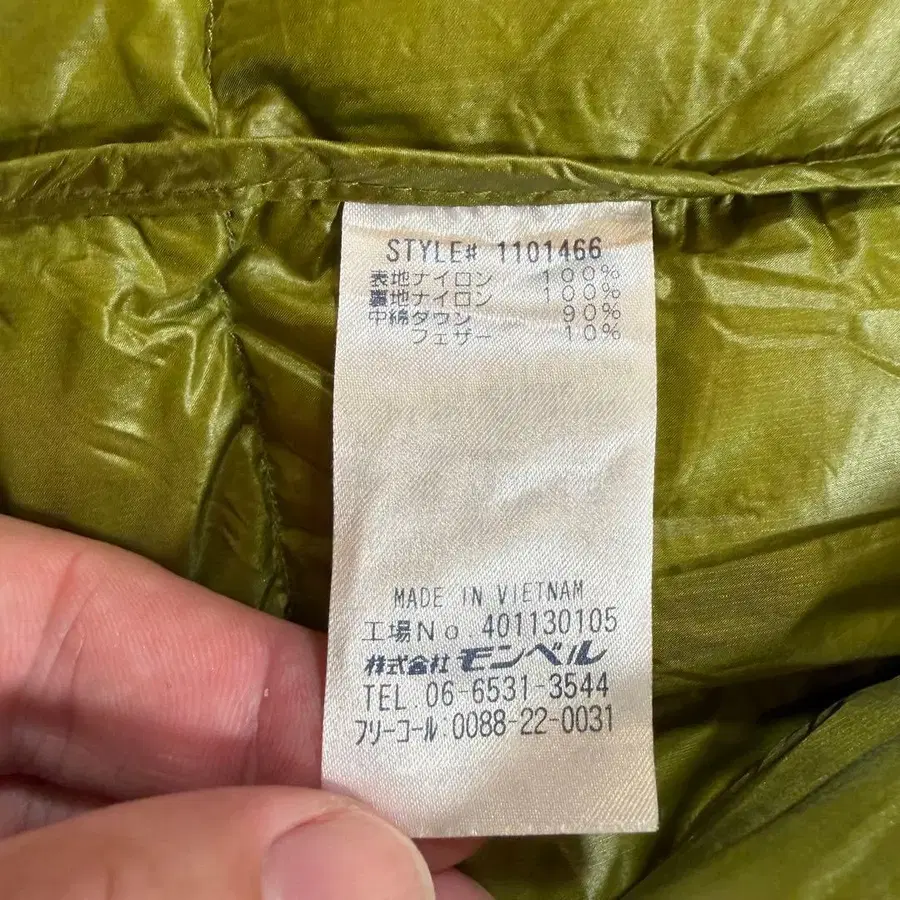 STYLE# 1101466
表地ナイロン 100%
裏地ナイロン 100%
中綿ダウン 90%
フェザー 10%
MADE IN VIETNAM
工場No. 401130105
株式会社モンベル
TEL. 06-6531-3544
フリーコール 0088-22-0031